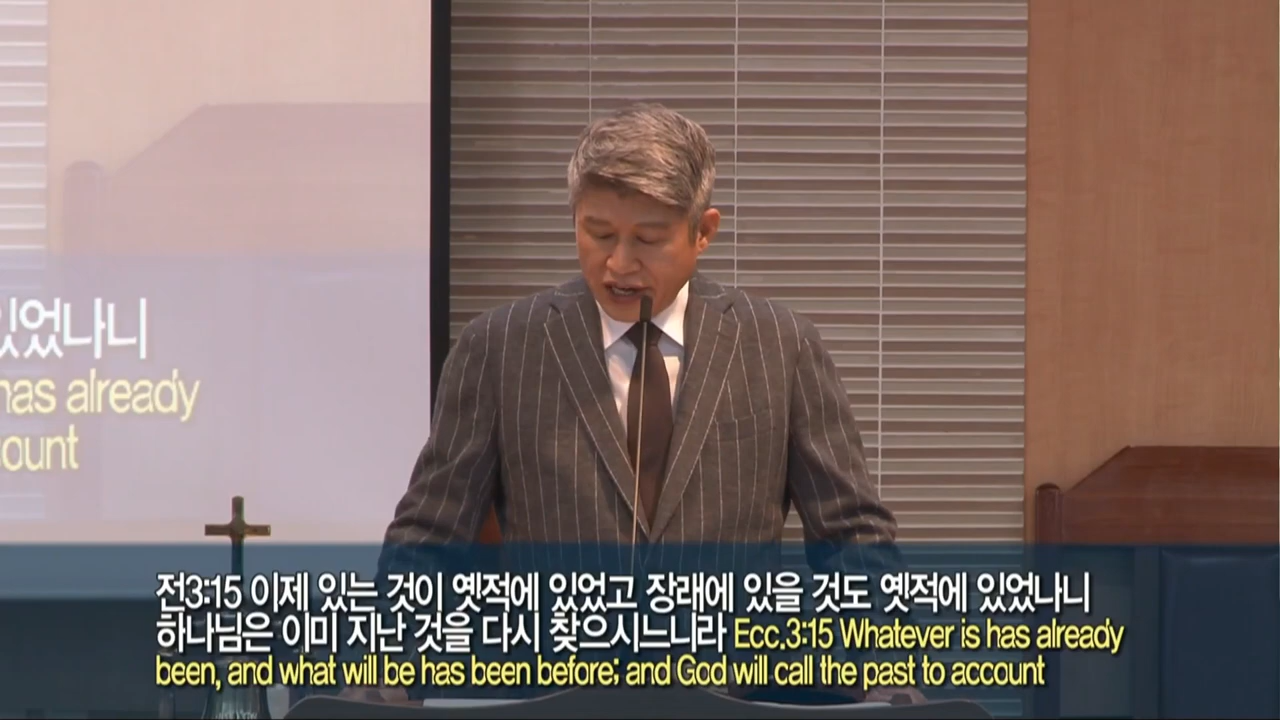 있었나니
has already
count
전3:15 이제 있는 것이 옛적에 있었고 장래에 있을 것도 옛적에 있었나니
하나님은 이미 지난 것을 다시 찾으시느니라 Ecc.3:15 Whatever is has already
been, and what will be has been before; and God will call the past to account